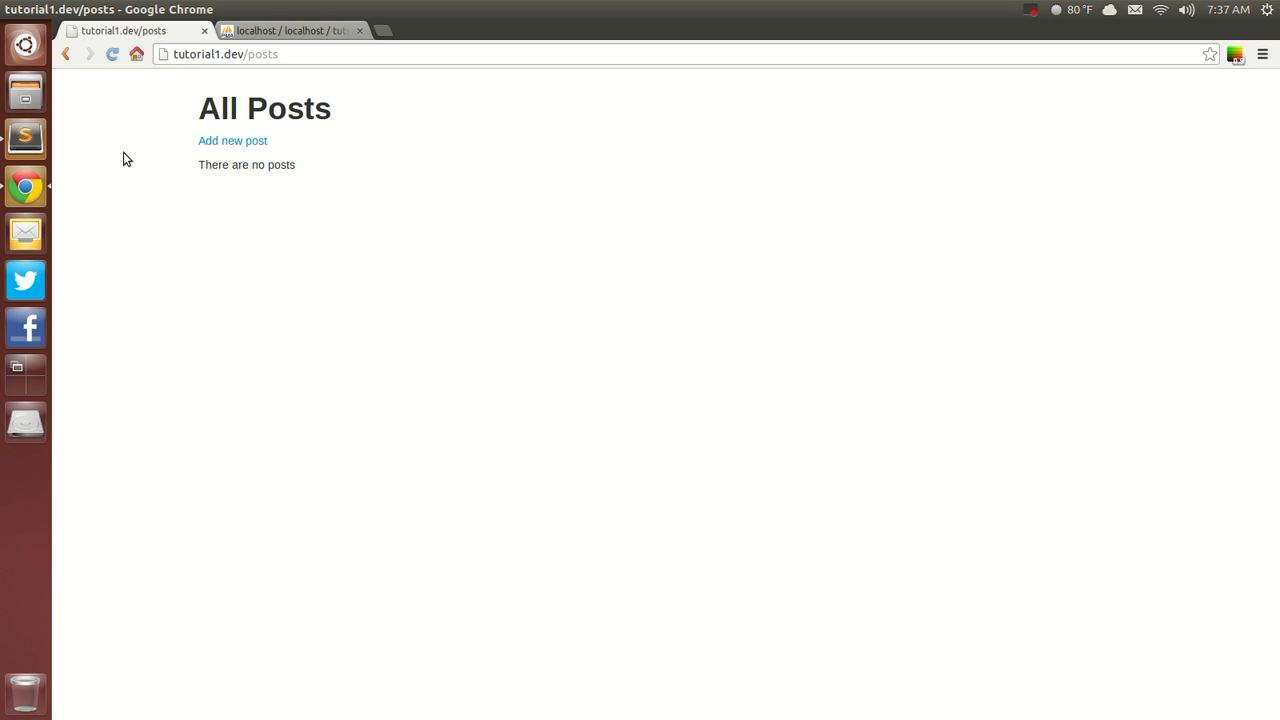 tutorial1.dev/posts - Google Chrome
80 °F
7:37 AM
tutorial1.dev/posts
localhost / localhost / tut
tutorial1.dev/posts
All Posts
Add new post
There are no posts